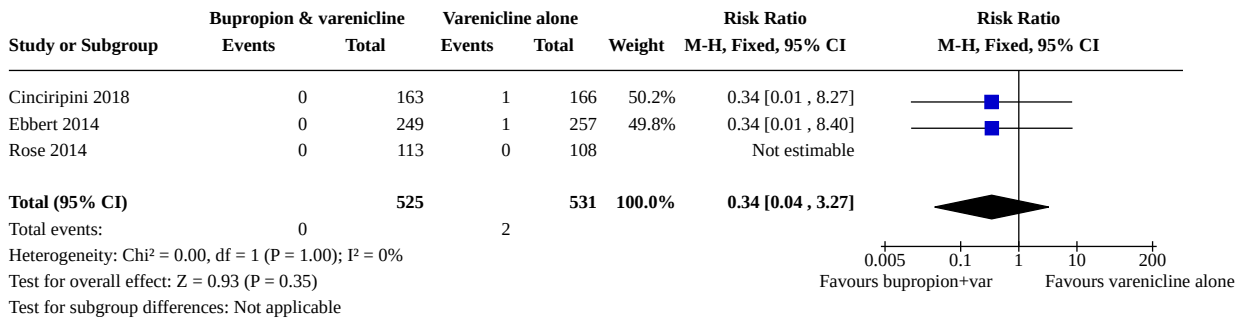 Bupropion & varenicline Varenicline alone Risk Ratio Risk Ratio
Study or Subgroup Events Total Events Total Weight M-H, Fixed, 95% CI M-H, Fixed, 95% CI
Cinciripini 2018 0 163 1 166 50.2% 0.34 [0.01 , 8.27]
Ebbert 2014 0 249 1 257 49.8% 0.34 [0.01 , 8.40]
Rose 2014 0 113 0 108 Not estimable
Total (95% CI) 525 531 100.0% 0.34 [0.04 , 3.27]
Total events: 0 2
Heterogeneity: Chi² = 0.00, df = 1 (P = 1.00); I² = 0%
0.005 0.1 1 10 200
Test for overall effect: Z = 0.93 (P = 0.35) Favours bupropion+var Favours varenicline alone
Test for subgroup differences: Not applicable